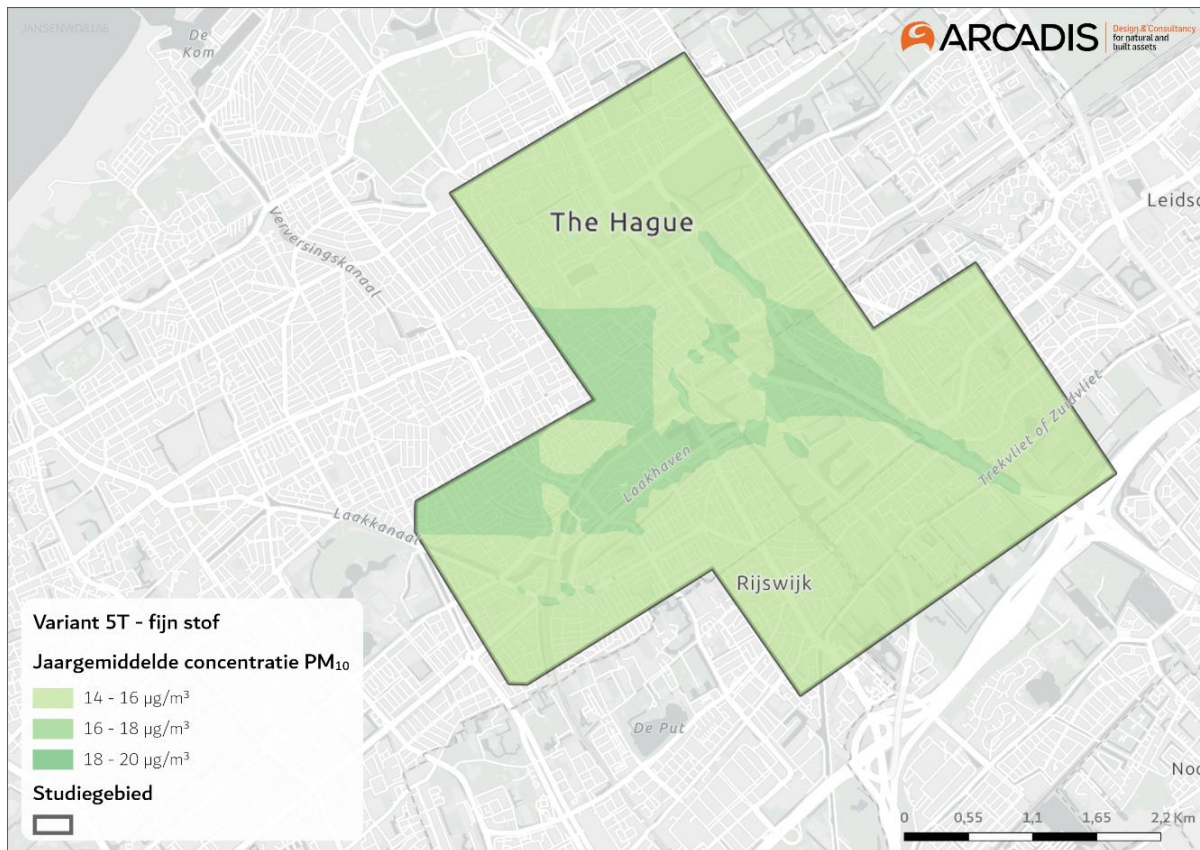 JANSENWD8186
De
Kom
ARCADIS
Design & Consultancy
for natural and
built assets
Leidsc
The Hague
Verversingskanaal
Trekvliet of Zuidvliet
Laakhaven
Laakkanaal
Rijswijk
De Put
Noo
Variant 5T - fijn stof
Jaargemiddelde concentratie PM₁₀
14 - 16 µg/m³
16 - 18 µg/m³
18 - 20 µg/m³
Studiegebied
0 0,55 1,1 1,65 2,2 Km